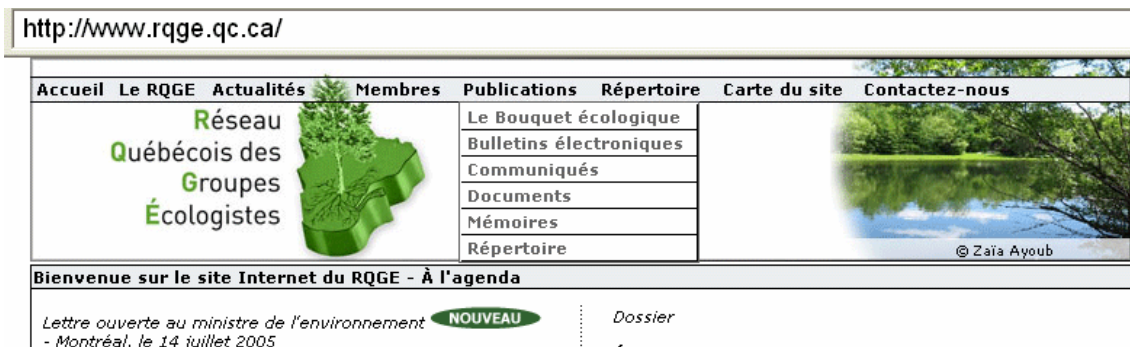 http://www.rqge.qc.ca/
Accueil Le RQGE Actualités Membres Publications Répertoire Carte du site Contactez-nous
Réseau
Québécois des
Groupes
Écologistes
Le Bouquet écologique
Bulletins électroniques
Communiqués
Documents
Mémoires
Répertoire
© Zaïa Ayoub
Bienvenue sur le site Internet du RQGE - À l'agenda
Lettre ouverte au ministre de l'environnement NOUVEAU
- Montréal, le 14 juillet 2005
Dossier